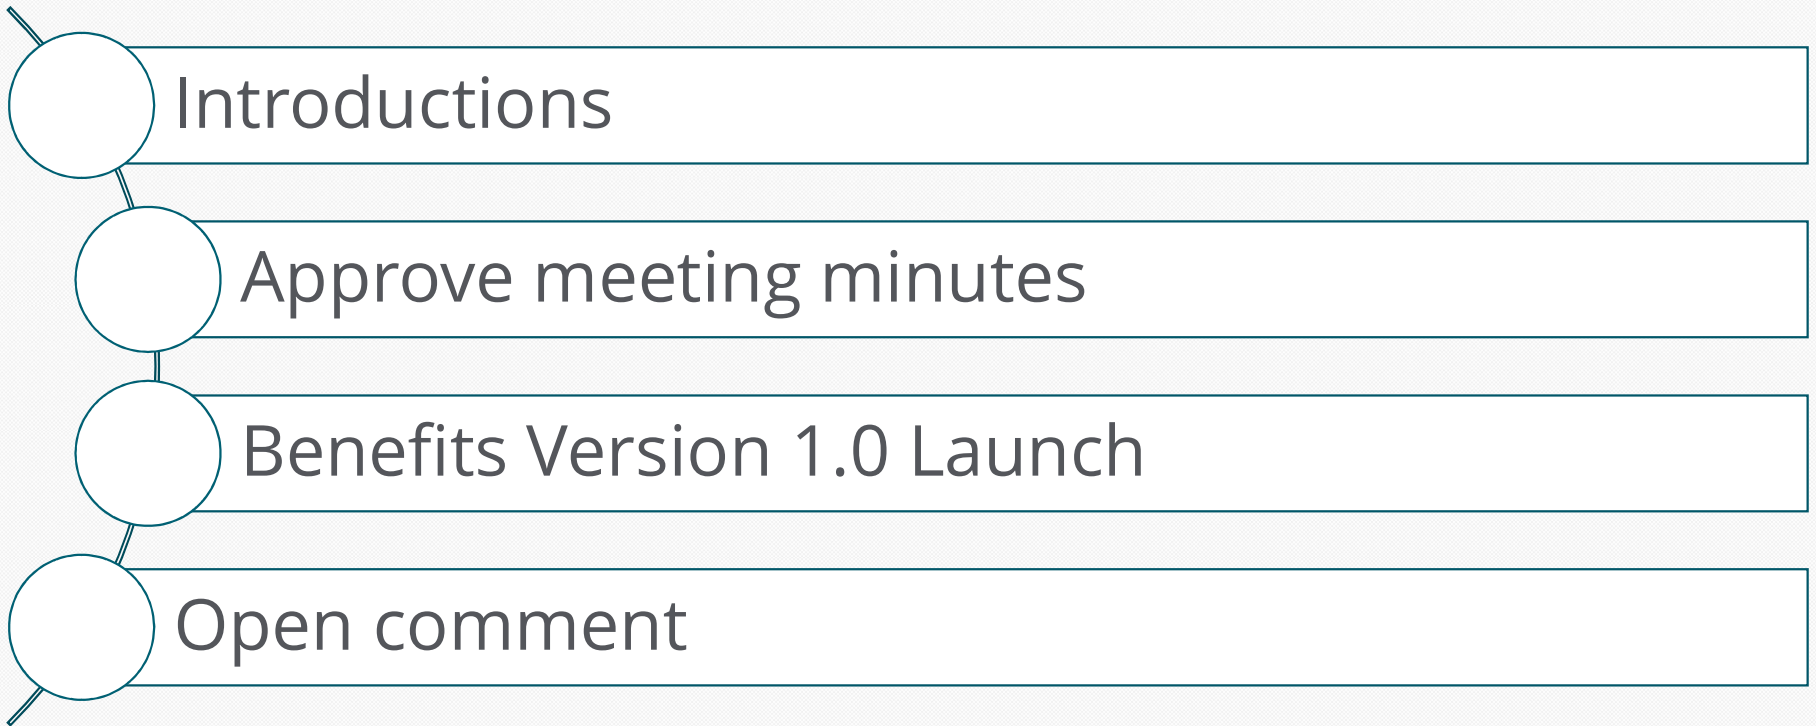 Introductions
Approve meeting minutes
Benefits Version 1.0 Launch
Open comment